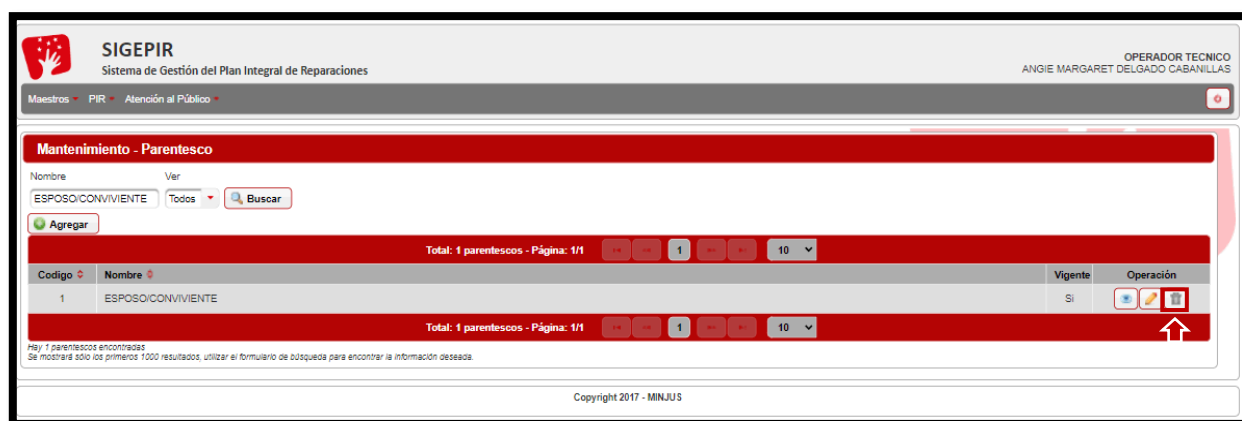 SIGEPIR
Sistema de Gestión del Plan Integral de Reparaciones
OPERADOR TECNICO
ANGIE MARGARET DELGADO CABANILLAS
Maestros PIR Atención al Público
Mantenimiento - Parentesco
Nombre Ver
ESPOSO/CONVIVIENTE Todos Buscar
Agregar
Total: 1 parentescos - Página: 1/1 1 10
Codigo Nombre Vigente Operación
1 ESPOSO/CONVIVIENTE Si
Total: 1 parentescos - Página: 1/1 1 10
Hay 1 parentescos encontradas
Se mostrará sólo los primeros 1000 resultados, utilizar el formulario de búsqueda para encontrar la información deseada.
Copyright 2017 - MINJUS